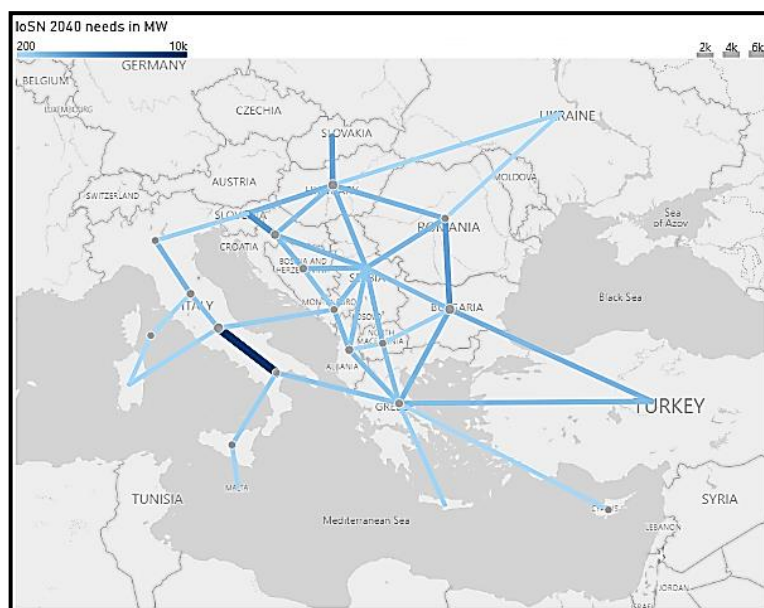 IoSN 2040 needs in MW
200 10k
2k 4k 6k
GERMANY
BELGIUM
LUXEMBOURG
CZECHIA
UKRAINE
SLOVAKIA
AUSTRIA
MOLDOVA
SWITZERLAND
SLOVENIA
ROMANIA
CROATIA
Sea
of Azov
BOSNIA AND
HERZEGOVINA
SERBIA
ITALY
KOSOVO
BULGARIA
Black Sea
NORTH
MACEDONIA
ALBANIA
TURKEY
TUNISIA
MALTA
SYRIA
Mediterranean Sea
LEBANON
JORDAN